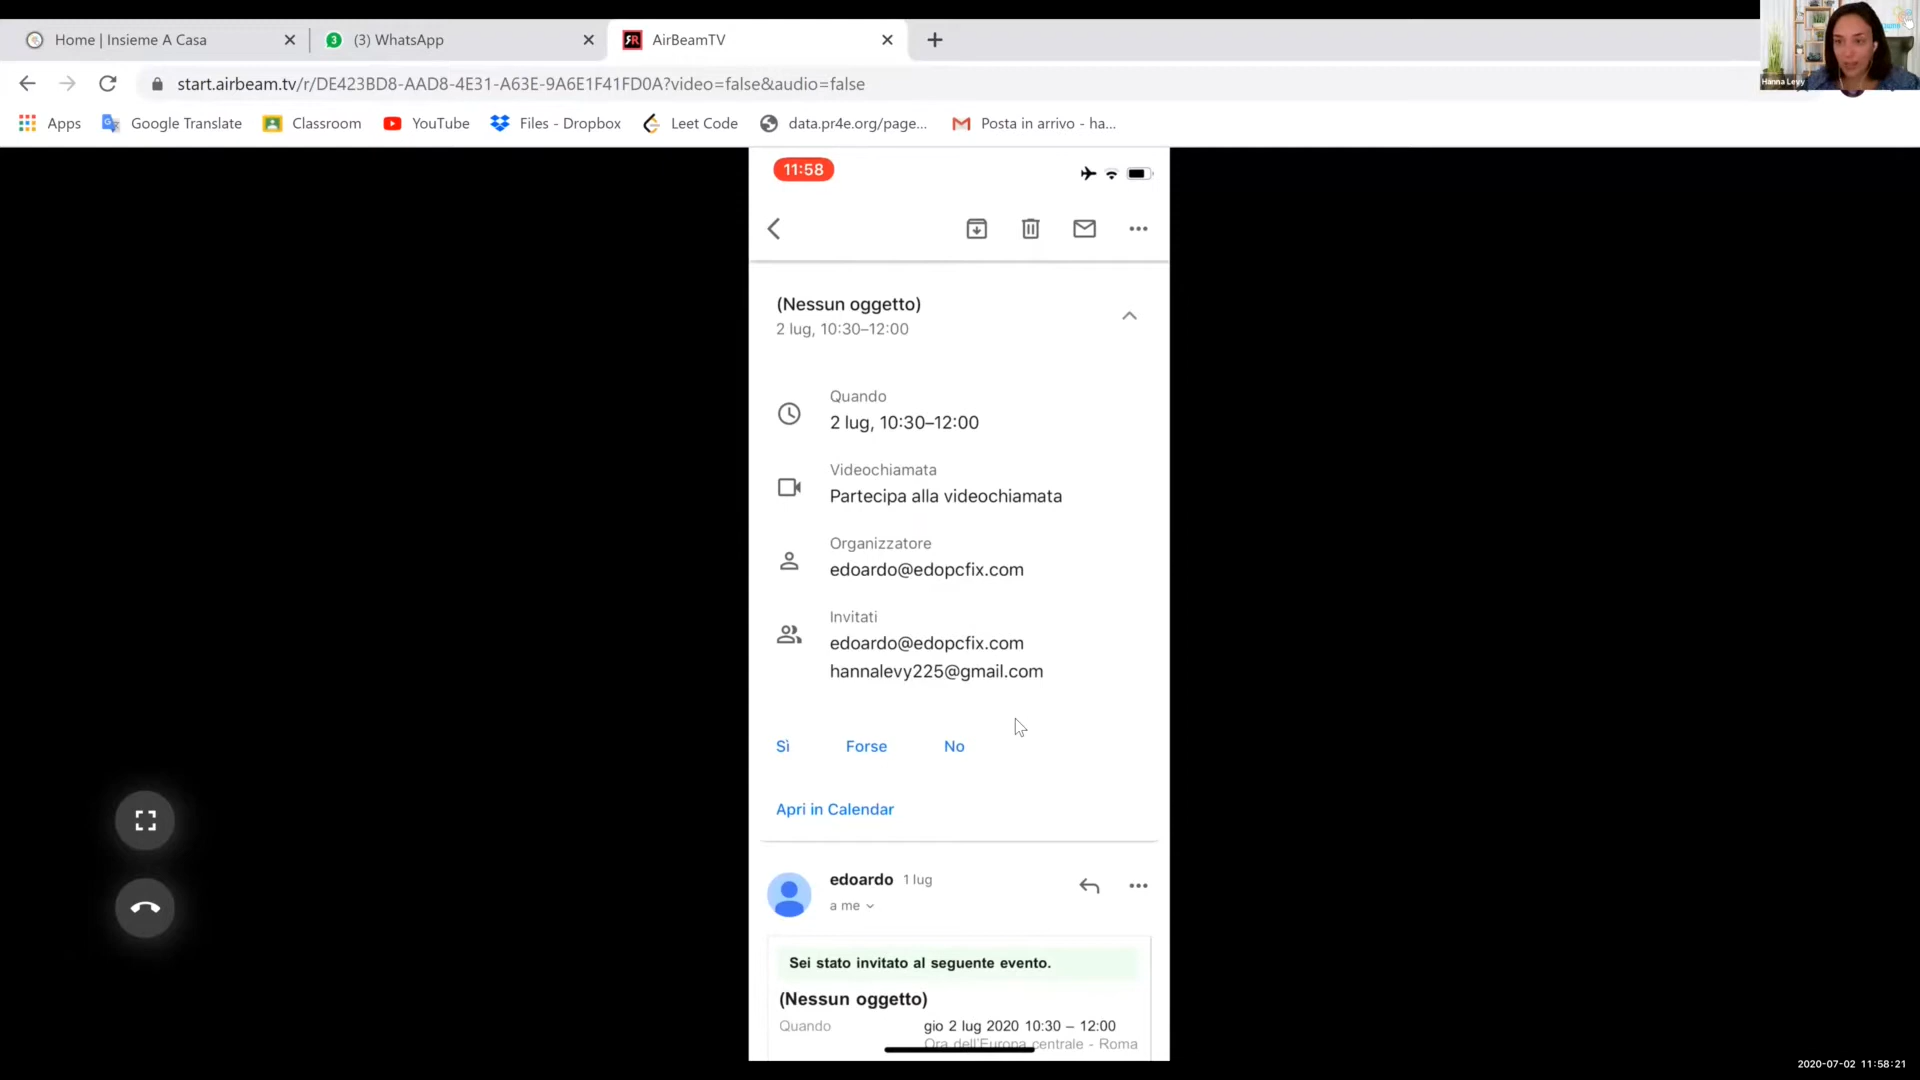 Home | Insieme A Casa
(3) WhatsApp
AirBeamTV
start.airbeam.tv/r/DE423BD8-AAD8-4E31-A63E-9A6E1F41FD0A?video=false&audio=false
Apps
Google Translate
Classroom
YouTube
Files - Dropbox
Leet Code
data.pr4e.org/page...
Posta in arrivo - ha...
Hanna Levy
11:58
(Nessun oggetto)
2 lug, 10:30–12:00
Quando
2 lug, 10:30–12:00
Videochiamata
Partecipa alla videochiamata
Organizzatore
edoardo@edopcfix.com
Invitati
edoardo@edopcfix.com
hannalevy225@gmail.com
Sì Forse No
Apri in Calendar
edoardo 1 lug
a me
Sei stato invitato al seguente evento.
(Nessun oggetto)
Quando gio 2 lug 2020 10:30 – 12:00
Ora dell'Europa centrale - Roma
2020-07-02 11:58:21